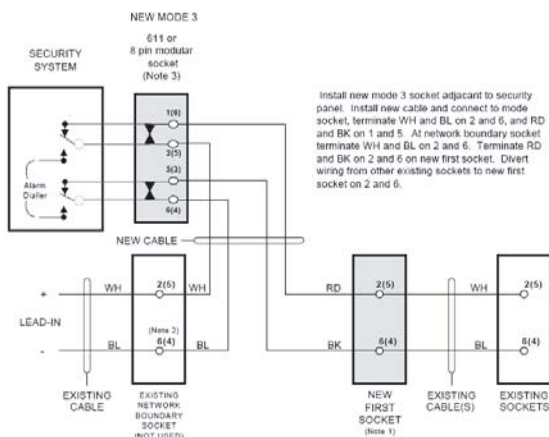 NEW MODE 3
611 or
8 pin modular
socket
(Note 3)
SECURITY
SYSTEM
1(6)
2(5)
5(3)
6(4)
Alarm
Dialler
Install new mode 3 socket adjacant to security
panel. Install new cable and connect to mode
socket, terminate WH and BL on 2 and 6, and RD
and BK on 1 and 5. At network boundary socket
terminate WH and BL on 2 and 6. Terminate RD
and BK on 2 and 6 on new first socket. Divert
wiring from other existing sockets to new first
socket on 2 and 6.
NEW CABLE
+
WH
2(5)
WH
RD
2(5)
WH
2(5)
LEAD-IN
(Note 2)
-
BL
6(4)
BL
BK
6(4)
BL
6(4)
EXISTING
CABLE
EXISTING
NETWORK
BOUNDARY
SOCKET
(NOT USED)
NEW
FIRST
SOCKET
(Note 1)
EXISTING
CABLE(S)
EXISTING
SOCKETS